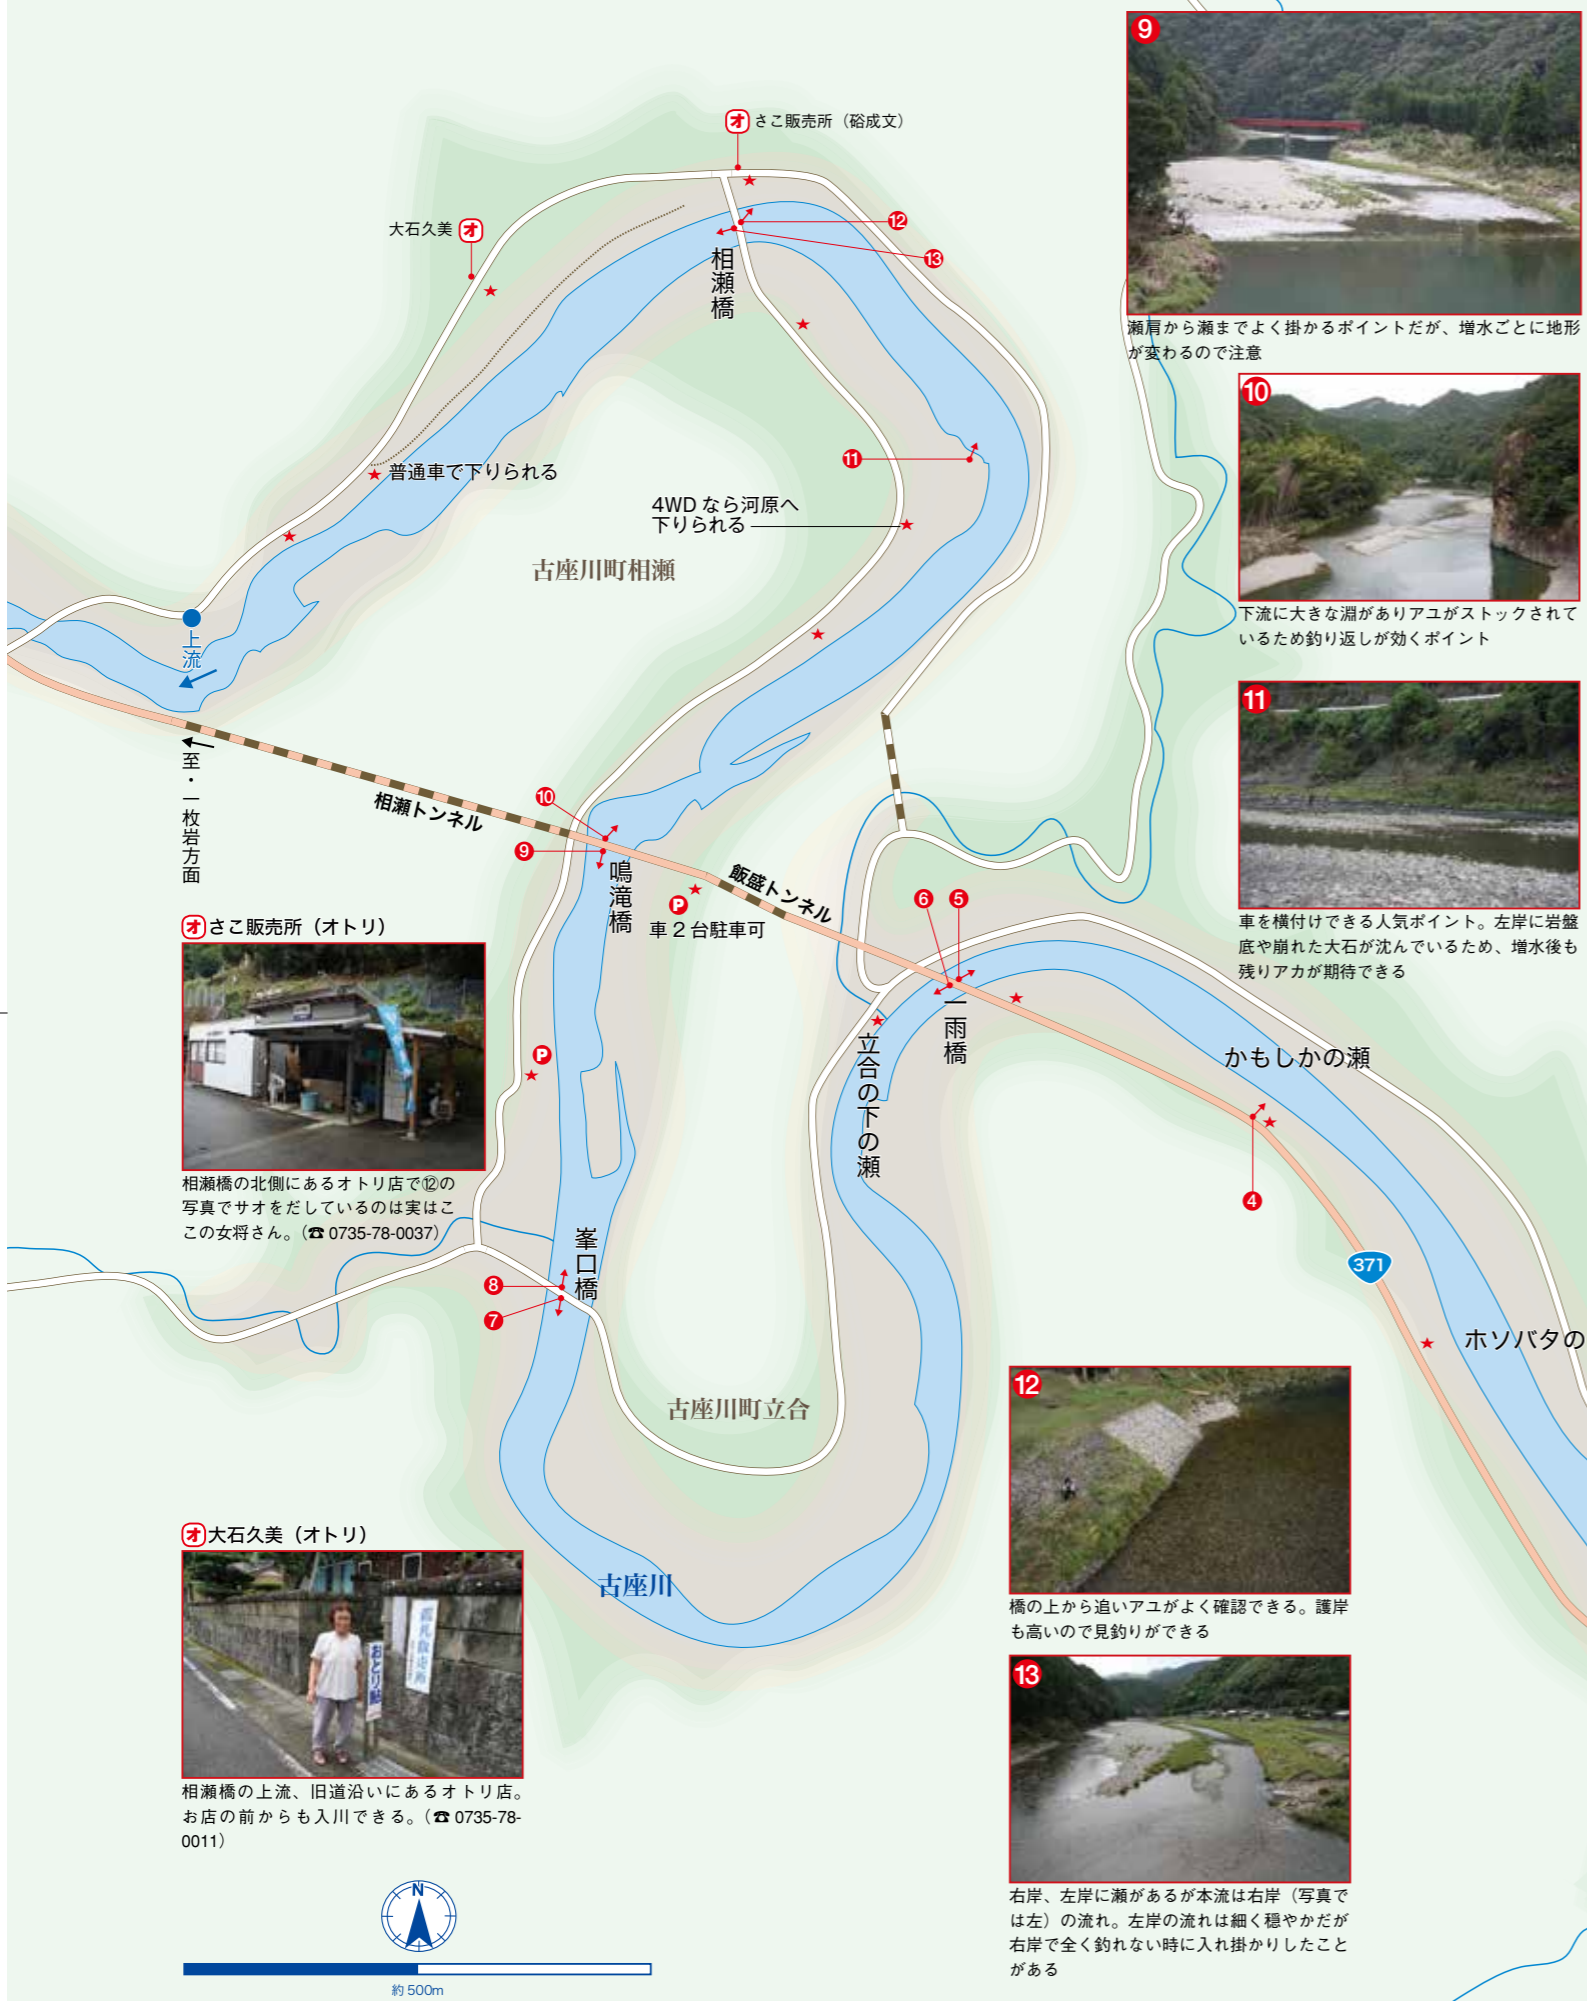 9
瀬肩から瀬までよく掛かるポイントだが、増水ごとに地形
が変わるので注意
オ さこ販売所（硲成文）
大石久美 オ
12
13
相瀬橋
11
普通車で下りられる
4WDなら河原へ
下りられる
古座川町相瀬
上流
10
下流に大きな淵がありアユがストックされて
いるため釣り返しが効くポイント
11
車を横付けできる人気ポイント。左岸に岩盤
底や崩れた大石が沈んでいるため、増水後も
残りアカが期待できる
至・一枚岩方面
相瀬トンネル
10
9
鳴滝橋
P
車2台駐車可
飯盛トンネル
6
5
一雨橋
立合の下の瀬
かもしかの瀬
4
371
ホソバタの
オ さこ販売所（オトリ）
相瀬橋の北側にあるオトリ店で⑫の
写真でサオをだしているのは実はこ
この女将さん。（☎ 0735-78-0037）
P
峯口橋
8
7
古座川町立合
古座川
オ 大石久美（オトリ）
おとり鮎
相瀬橋の上流、旧道沿いにあるオトリ店。
お店の前からも入川できる。（☎ 0735-78-
0011）
12
橋の上から追いアユがよく確認できる。護岸
も高いので見釣りができる
13
右岸、左岸に瀬があるが本流は右岸（写真で
は左）の流れ。左岸の流れは細く穏やかだが
右岸で全く釣れない時に入れ掛かりしたこと
がある
N
約500m